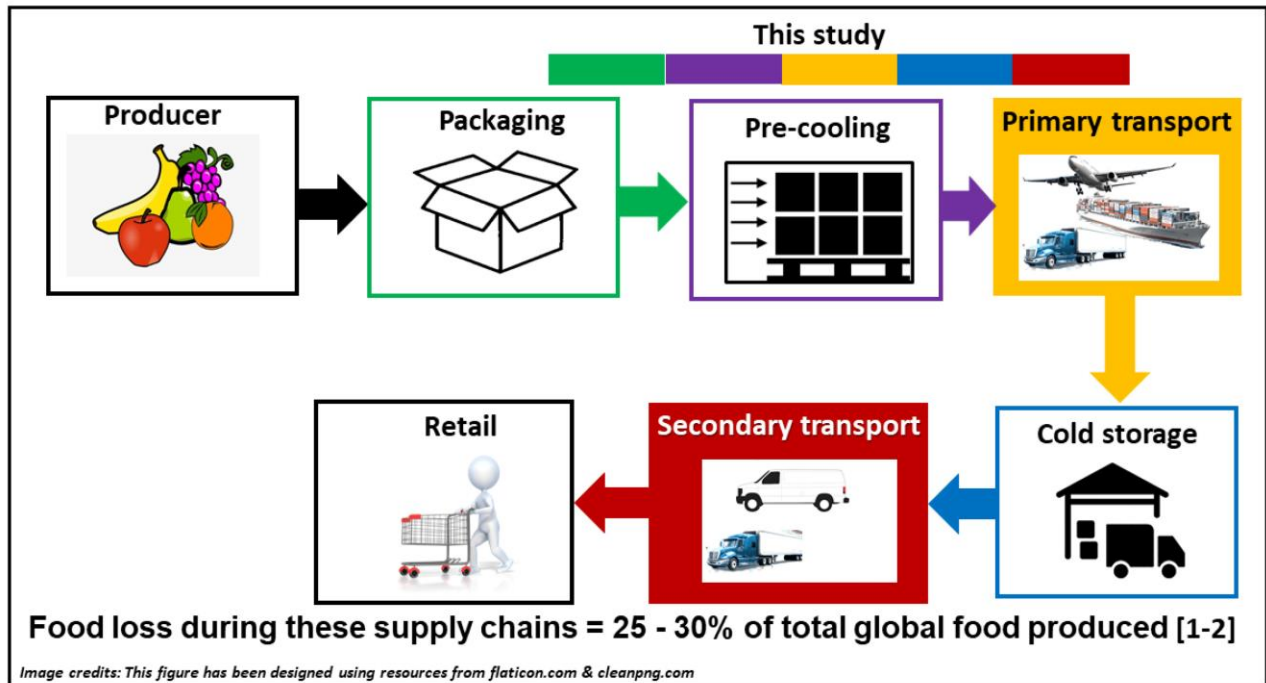 This study
Producer
Packaging
Pre-cooling
Primary transport
Retail
Secondary transport
Cold storage
Food loss during these supply chains = 25 - 30% of total global food produced [1-2]
Image credits: This figure has been designed using resources from flaticon.com & cleanpng.com